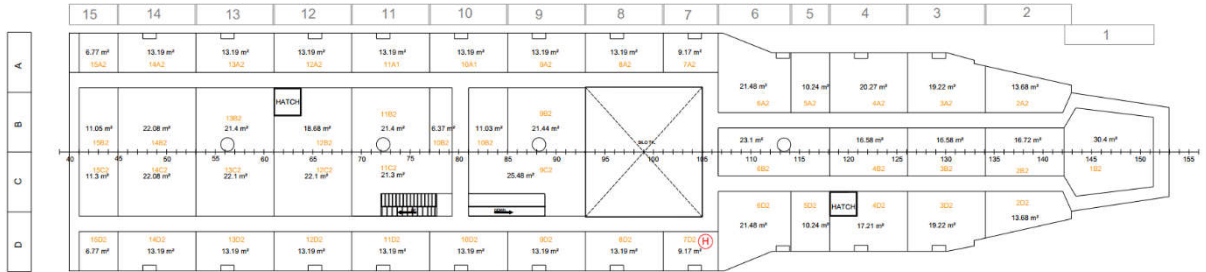 15 14 13 12 11 10 9 8 7 6 5 4 3 2
1
A
6.77 m² 13.19 m² 13.19 m² 13.19 m² 13.19 m² 13.19 m² 13.19 m² 13.19 m² 9.17 m²
15A2 14A2 13A2 12A2 11A1 10A1 9A2 8A2 7A2
21.48 m² 10.24 m² 20.27 m² 19.22 m² 13.68 m²
6A2 5A2 4A2 3A2 2A2
HATCH
B
13B2 11B2 9B2
11.05 m² 22.08 m² 21.4 m² 18.68 m² 21.4 m² 6.37 m² 11.03 m² 21.44 m²
15B2 14B2 12B2 10B2 10B2
23.1 m² 16.58 m² 16.58 m² 16.72 m² 30.4 m²
40 45 50 55 60 65 70 75 80 85 90 95 100 105 110 115 120 125 130 135 140 145 150 155
C
15C2 14C2 13C2 12C2 11C2 9C2
11.3 m² 22.08 m² 22.1 m² 22.1 m² 21.3 m² 25.48 m²
6B2 4B2 3B2 2B2 1B2
HATCH
6D2 5D2 4D2 3D2 2D2
21.48 m² 10.24 m² 17.21 m² 19.22 m² 13.68 m²
D
15D2 14D2 13D2 12D2 11D2 10D2 9D2 8D2 7D2 H
6.77 m² 13.19 m² 13.19 m² 13.19 m² 13.19 m² 13.19 m² 13.19 m² 13.19 m² 9.17 m²